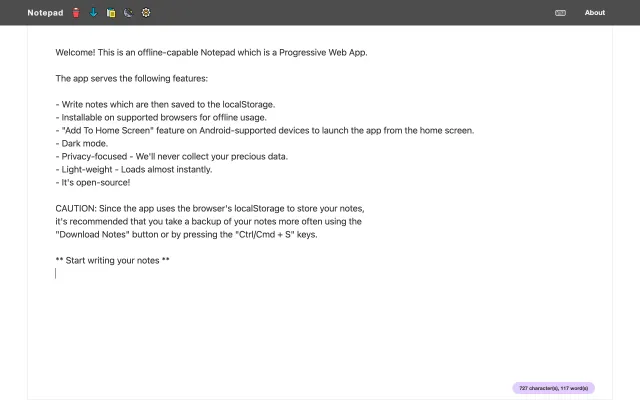 Notepad
About
Welcome! This is an offline-capable Notepad which is a Progressive Web App.
The app serves the following features:
- Write notes which are then saved to the localStorage.
- Installable on supported browsers for offline usage.
- "Add To Home Screen" feature on Android-supported devices to launch the app from the home screen.
- Dark mode.
- Privacy-focused - We'll never collect your precious data.
- Light-weight - Loads almost instantly.
- It's open-source!
CAUTION: Since the app uses the browser's localStorage to store your notes,
it's recommended that you take a backup of your notes more often using the
"Download Notes" button or by pressing the "Ctrl/Cmd + S" keys.
** Start writing your notes **
727 character(s), 117 word(s)